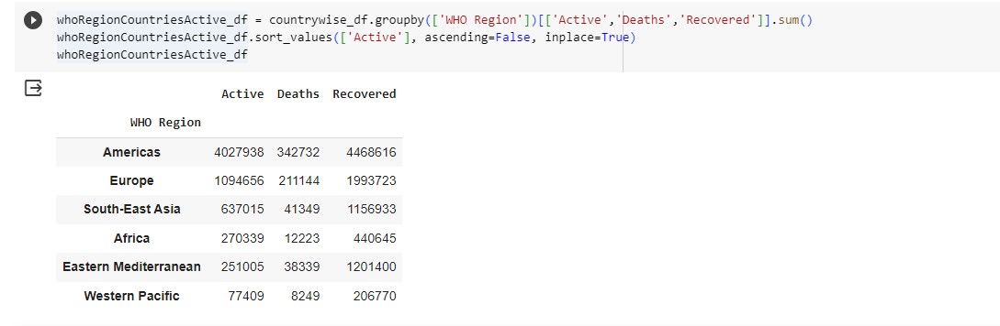 whoRegionCountriesActive_df = countrywise_df.groupby(['WHO Region'])[['Active','Deaths','Recovered']].sum()
whoRegionCountriesActive_df.sort_values(['Active'], ascending=False, inplace=True)
whoRegionCountriesActive_df
Active Deaths Recovered
WHO Region
Americas 4027938 342732 4468616
Europe 1094656 211144 1993723
South-East Asia 637015 41349 1156933
Africa 270339 12223 440645
Eastern Mediterranean 251005 38339 1201400
Western Pacific 77409 8249 206770